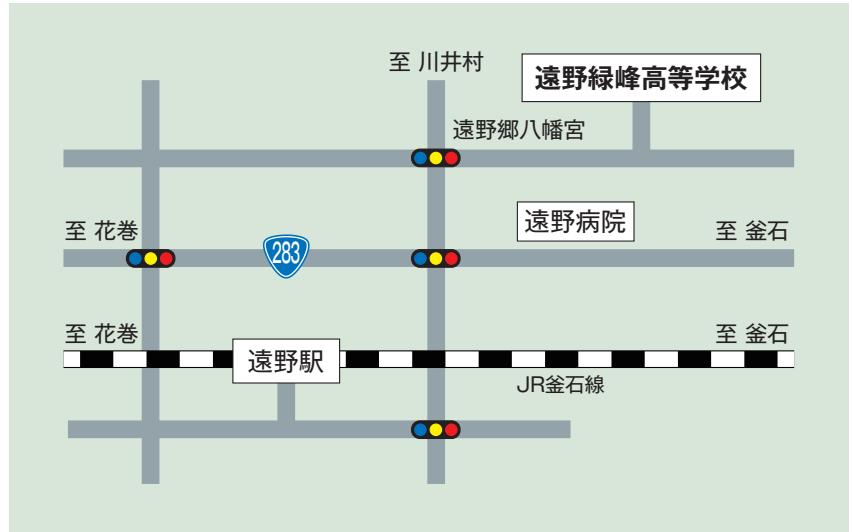 至 川井村
遠野緑峰高等学校
遠野郷八幡宮
至 花巻
遠野病院
至 釜石
283
至 花巻
至 釜石
遠野駅
JR釜石線